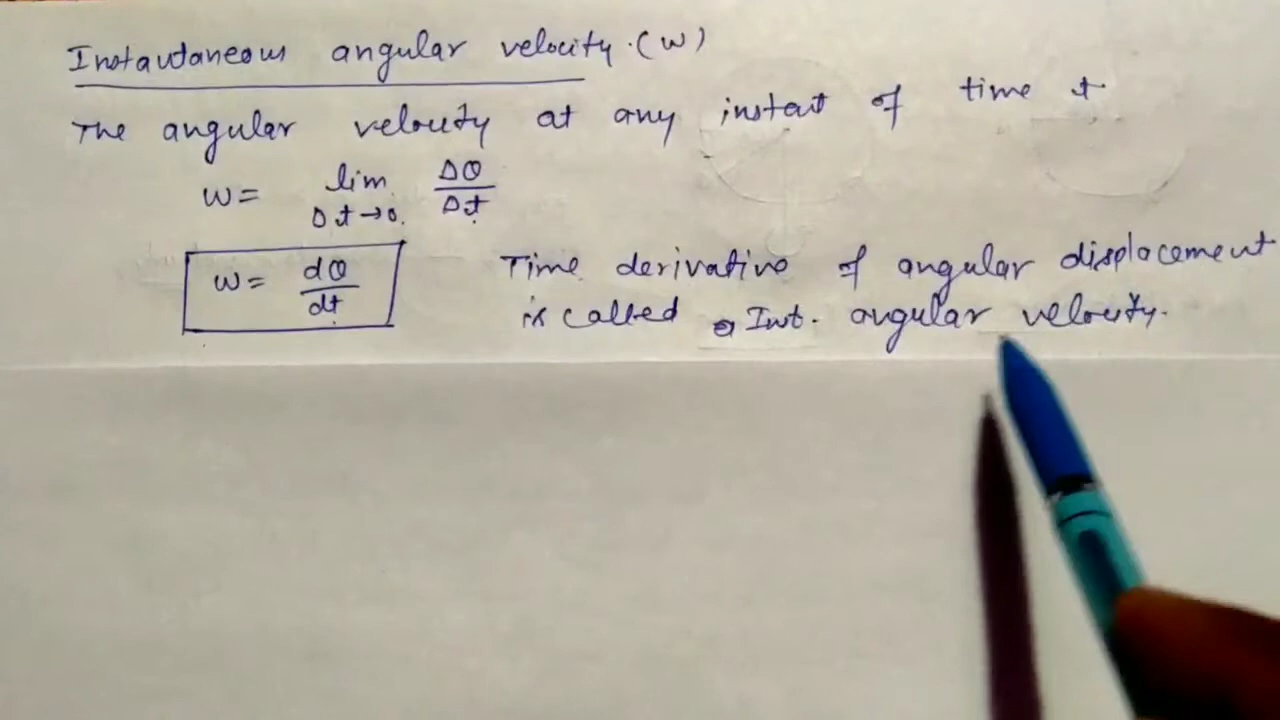 Instantaneous angular velocity. (w)
The angular velocity at any instant of time t
w = lim Δt→0. Δθ/Δt
w = dθ/dt
Time derivative of angular displacement
is called Int. angular velocity.